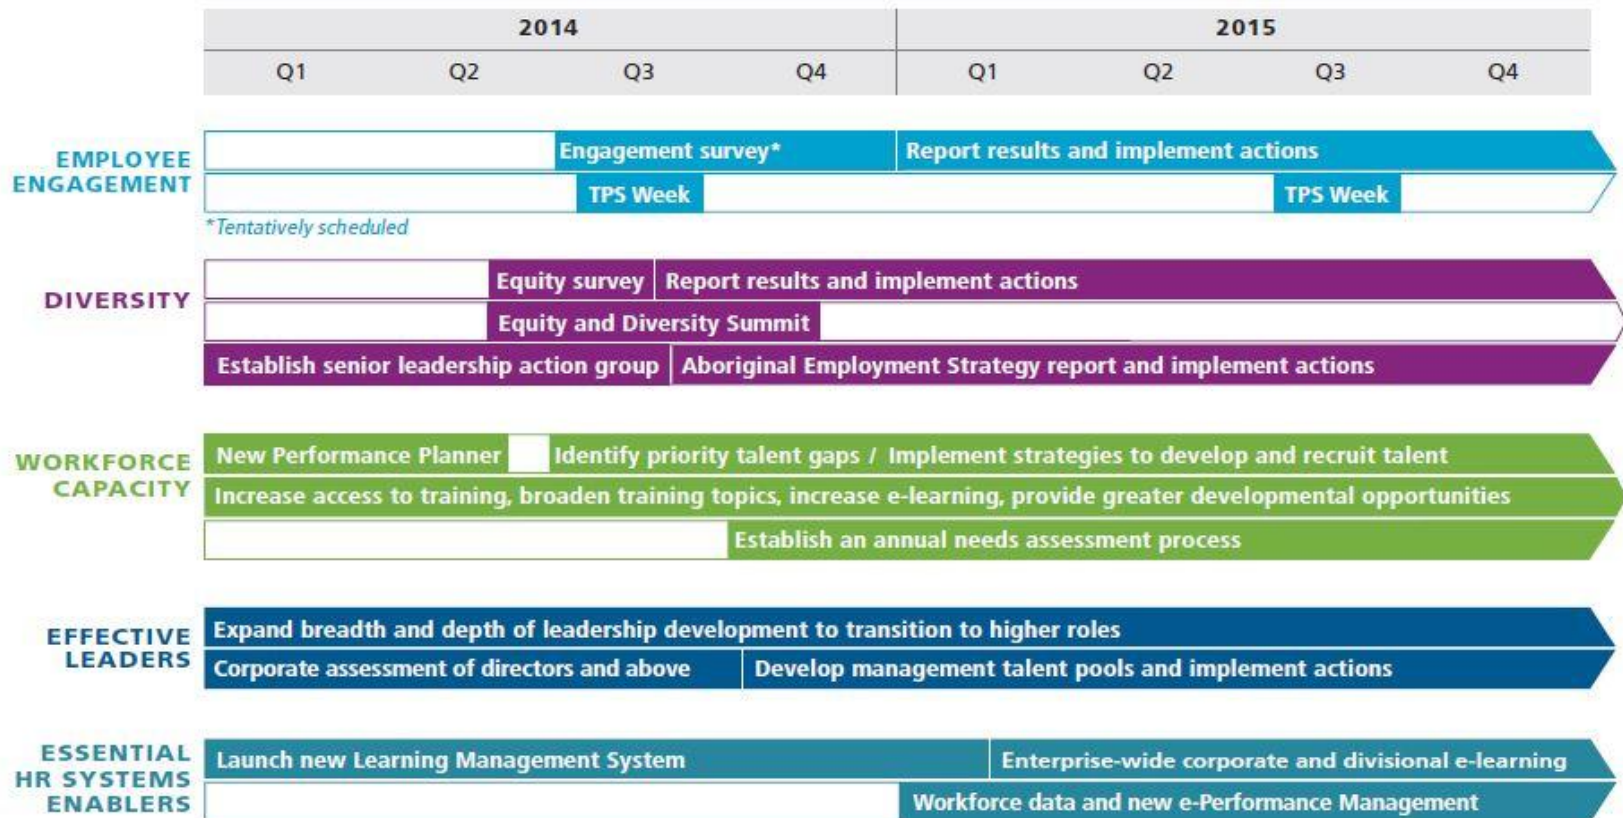 2014 2015
Q1 Q2 Q3 Q4 Q1 Q2 Q3 Q4
EMPLOYEE
ENGAGEMENT
Engagement survey* Report results and implement actions
TPS Week TPS Week
*Tentatively scheduled
DIVERSITY
Equity survey Report results and implement actions
Equity and Diversity Summit
Establish senior leadership action group Aboriginal Employment Strategy report and implement actions
WORKFORCE
CAPACITY
New Performance Planner Identify priority talent gaps / Implement strategies to develop and recruit talent
Increase access to training, broaden training topics, increase e-learning, provide greater developmental opportunities
Establish an annual needs assessment process
EFFECTIVE
LEADERS
Expand breadth and depth of leadership development to transition to higher roles
Corporate assessment of directors and above Develop management talent pools and implement actions
ESSENTIAL
HR SYSTEMS
ENABLERS
Launch new Learning Management System Enterprise-wide corporate and divisional e-learning
Workforce data and new e-Performance Management